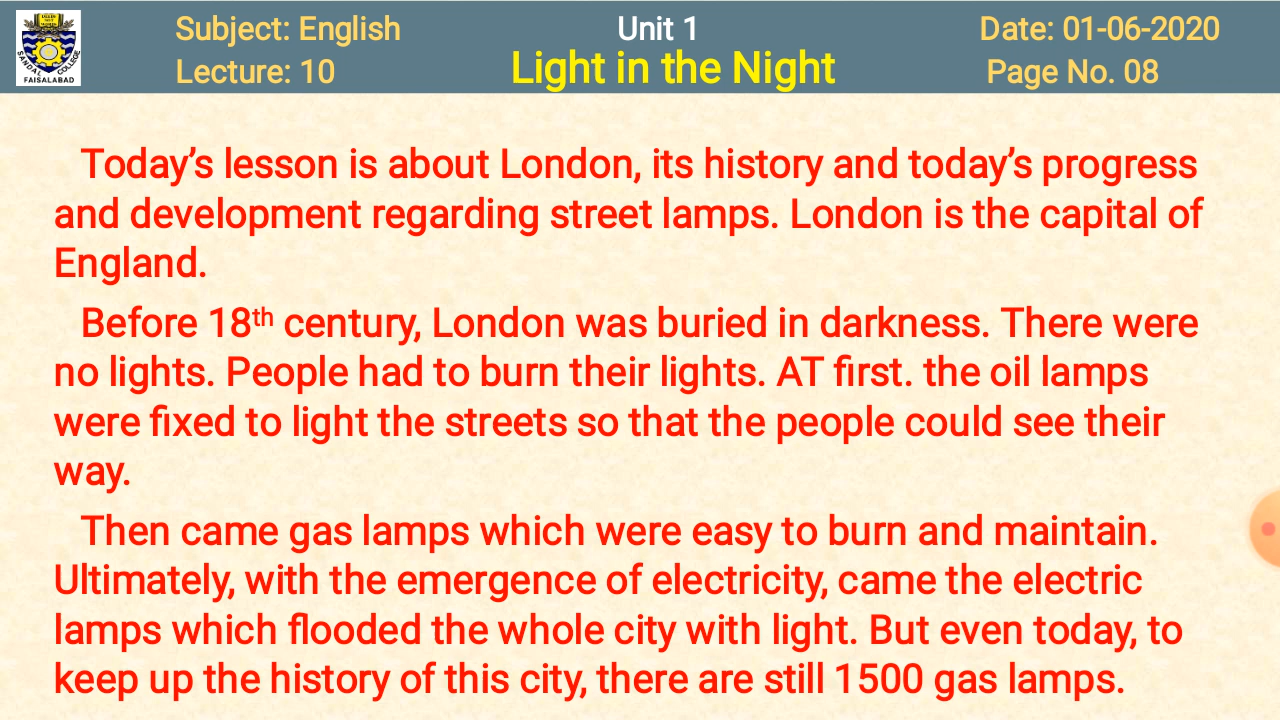 SANDAL COLLEGE
FAISALABAD
Subject: English
Unit 1
Date: 01-06-2020
Lecture: 10
Light in the Night
Page No. 08
Today’s lesson is about London, its history and today’s progress
and development regarding street lamps. London is the capital of
England.
Before 18th century, London was buried in darkness. There were
no lights. People had to burn their lights. AT first. the oil lamps
were fixed to light the streets so that the people could see their
way.
Then came gas lamps which were easy to burn and maintain.
Ultimately, with the emergence of electricity, came the electric
lamps which flooded the whole city with light. But even today, to
keep up the history of this city, there are still 1500 gas lamps.